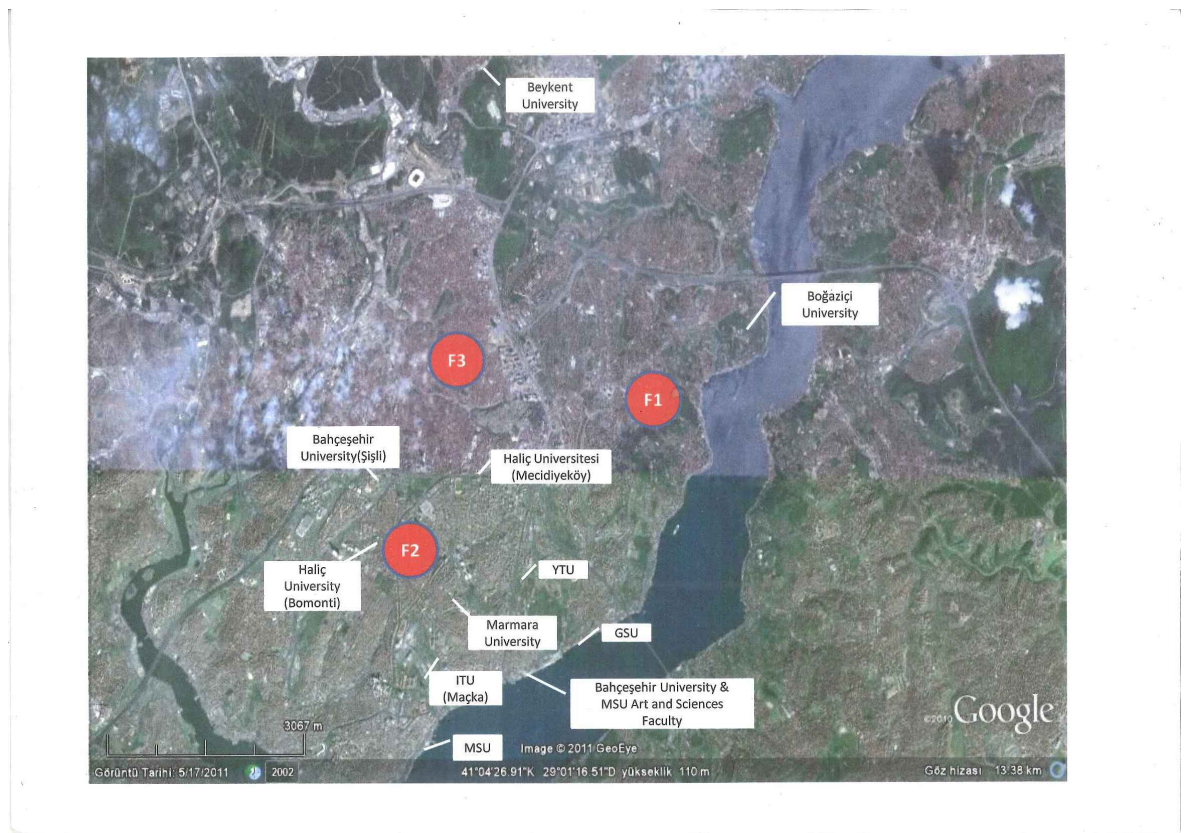 Beykent
University
Boğaziçi
University
F3
F1
Bahçeşehir
University(Şişli)
Haliç Universitesi
(Mecidiyeköy)
F2
Haliç
University
(Bomonti)
YTU
Marmara
University
GSU
ITU
(Maçka)
Bahçeşehir University &
MSU Art and Sciences
Faculty
MSU
3067 m
Image © 2011 GeoEye
©2010 Google
Görüntü Tarihi: 5/17/2011
2002
41°04'26.91"K 29°01'16.51"D yükseklik 110 m
Göz hizası 13.38 km